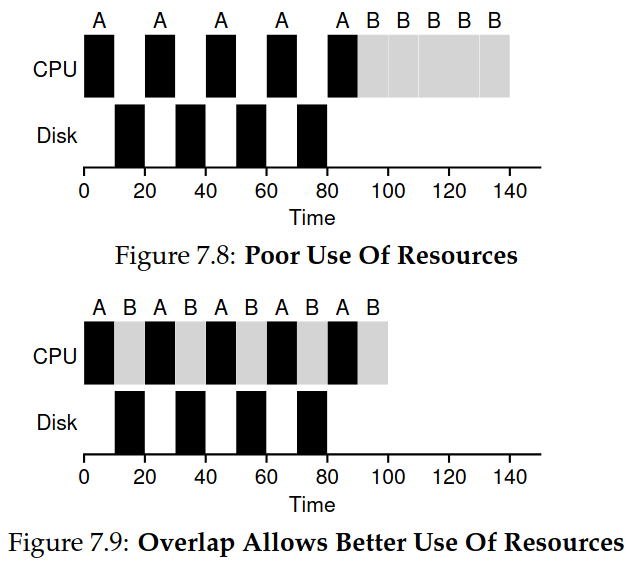 A A A A A B B B B B
CPU
Disk
0 20 40 60 80 100 120 140
Time
Figure 7.8: Poor Use Of Resources
A B A B A B A B A B
CPU
Disk
0 20 40 60 80 100 120 140
Time
Figure 7.9: Overlap Allows Better Use Of Resources